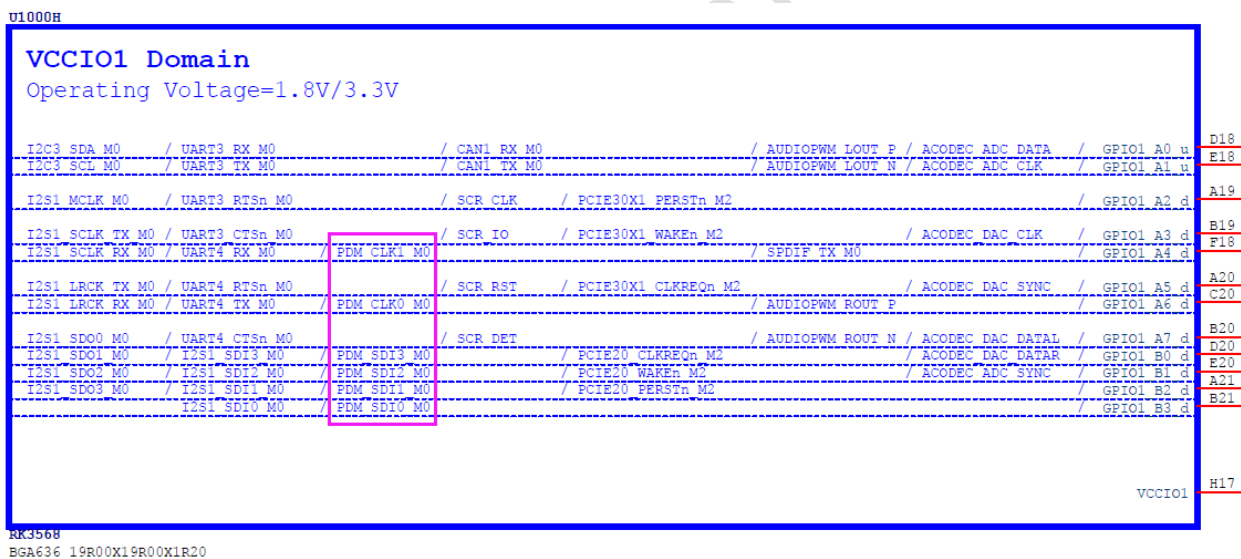 U1000H
VCCIO1 Domain
Operating Voltage=1.8V/3.3V
I2C3_SDA_M0 / UART3_RX_M0 / CAN1_RX_M0 / AUDIOPWM_LOUT_P / ACODEC_ADC_DATA / GPIO1_A0_u D18
I2C3_SCL_M0 / UART3_TX_M0 / CAN1_TX_M0 / AUDIOPWM_LOUT_N / ACODEC_ADC_CLK / GPIO1_A1_u E18
I2S1_MCLK_M0 / UART3_RTSn_M0 / SCR_CLK / PCIE30X1_PERSTn_M2 / GPIO1_A2_d A19
I2S1_SCLK_TX_M0 / UART3_CTSn_M0 / SCR_IO / PCIE30X1_WAKEn_M2 / ACODEC_DAC_CLK / GPIO1_A3_d B19
I2S1_SCLK_RX_M0 / UART4_RX_M0 / PDM_CLK1_M0 / SPDIF_TX_M0 / GPIO1_A4_d F18
I2S1_LRCK_TX_M0 / UART4_RTSn_M0 / SCR_RST / PCIE30X1_CLKREQn_M2 / ACODEC_DAC_SYNC / GPIO1_A5_d A20
I2S1_LRCK_RX_M0 / UART4_TX_M0 / PDM_CLK0_M0 / AUDIOPWM_ROUT_P / GPIO1_A6_d C20
I2S1_SDO0_M0 / UART4_CTSn_M0 / SCR_DET / AUDIOPWM_ROUT_N / ACODEC_DAC_DATAL / GPIO1_A7_d B20
I2S1_SDO1_M0 / I2S1_SDI3_M0 / PDM_SDI3_M0 / PCIE20_CLKREQn_M2 / ACODEC_DAC_DATAR / GPIO1_B0_d D20
I2S1_SDO2_M0 / I2S1_SDI2_M0 / PDM_SDI2_M0 / PCIE20_WAKEn_M2 / ACODEC_ADC_SYNC / GPIO1_B1_d E20
I2S1_SDO3_M0 / I2S1_SDI1_M0 / PDM_SDI1_M0 / PCIE20_PERSTn_M2 / GPIO1_B2_d A21
I2S1_SDI0_M0 / PDM_SDI0_M0 / GPIO1_B3_d B21
VCCIO1 H17
RK3568
BGA636_19R00X19R00X1R20